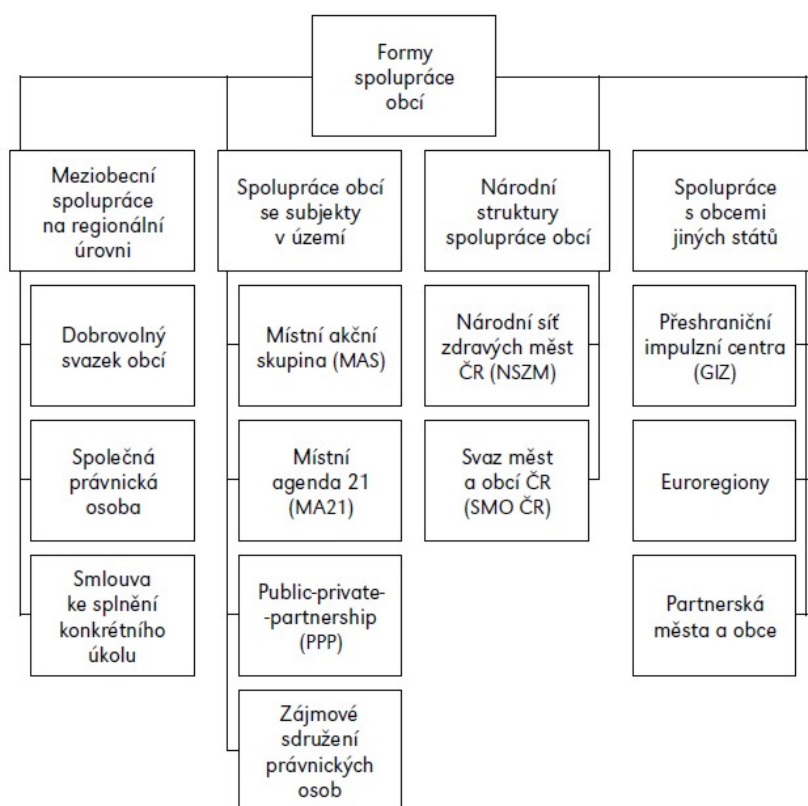 Formy
spolupráce
obcí
Meziobecní
spolupráce
na regionální
úrovni
Dobrovolný
svazek obcí
Společná
právnická
osoba
Smlouva
ke splnění
konkrétního
úkolu
Spolupráce obcí
se subjekty
v území
Místní akční
skupina (MAS)
Místní
agenda 21
(MA21)
Public-private-
-partnership
(PPP)
Zájmové
sdružení
právnických
osob
Národní
struktury
spolupráce obcí
Národní síť
zdravých měst
ČR (NSZM)
Svaz měst
a obcí ČR
(SMO ČR)
Spolupráce
s obcemi
jiných států
Přeshraniční
impulzní centra
(GIZ)
Euroregiony
Partnerská
města a obce